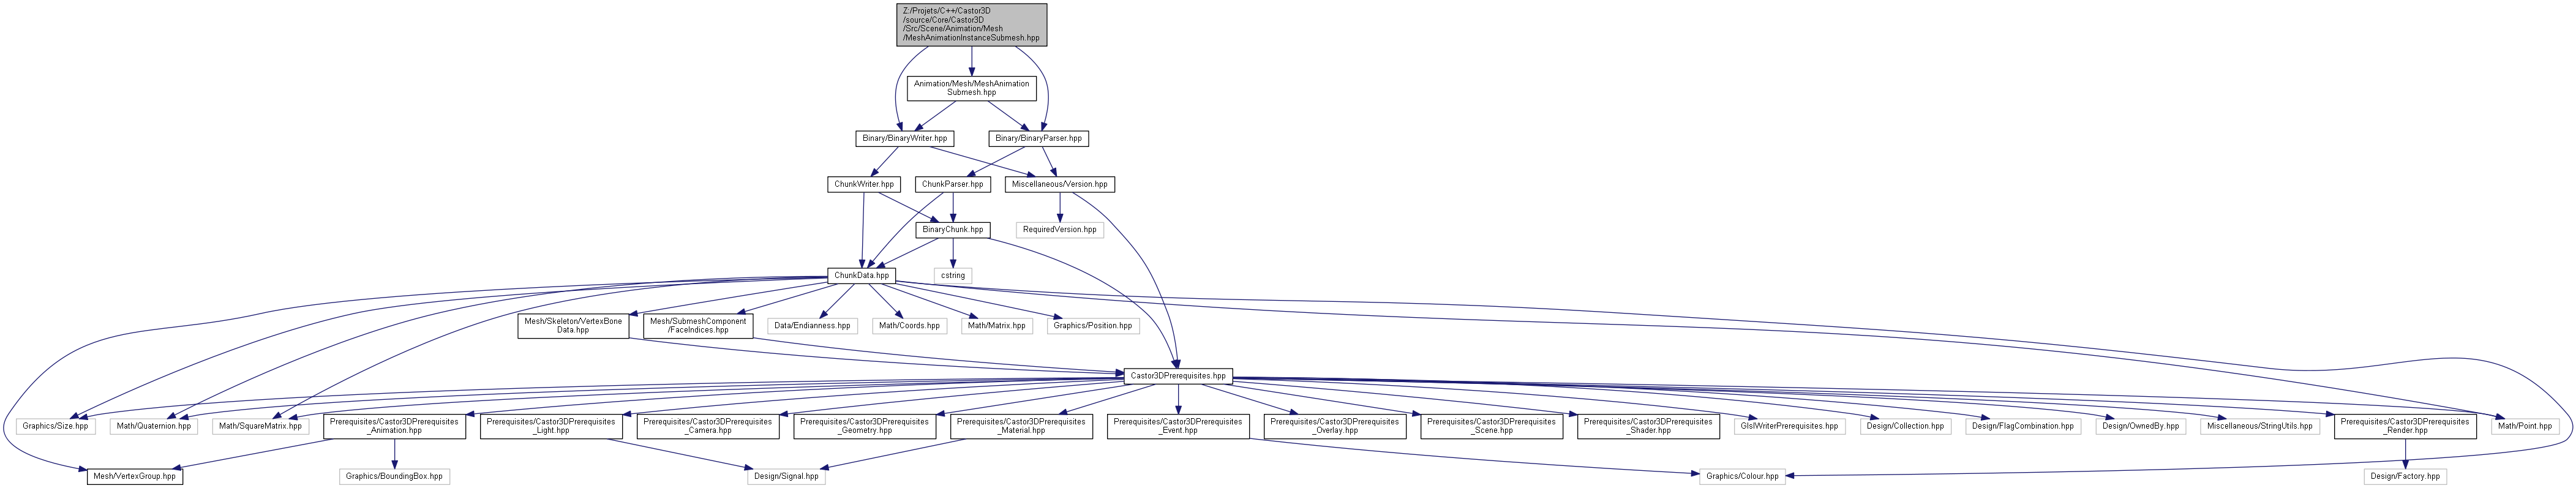 Z:/Projets/C++/Castor3D
/source/Core/Castor3D
/Src/Scene/Animation/Mesh
/MeshAnimationInstanceSubmesh.hpp
Animation/Mesh/MeshAnimation
Submesh.hpp
Binary/BinaryWriter.hpp
Binary/BinaryParser.hpp
ChunkWriter.hpp
ChunkParser.hpp
Miscellaneous/Version.hpp
BinaryChunk.hpp
RequiredVersion.hpp
ChunkData.hpp
cstring
Mesh/Skeleton/VertexBone
Data.hpp
Mesh/SubmeshComponent
/FaceIndices.hpp
Data/Endianness.hpp
Math/Coords.hpp
Math/Matrix.hpp
Graphics/Position.hpp
Castor3DPrerequisites.hpp
Graphics/Size.hpp
Math/Quaternion.hpp
Math/SquareMatrix.hpp
Prerequisites/Castor3DPrerequisites
_Animation.hpp
Prerequisites/Castor3DPrerequisites
_Light.hpp
Prerequisites/Castor3DPrerequisites
_Camera.hpp
Prerequisites/Castor3DPrerequisites
_Geometry.hpp
Prerequisites/Castor3DPrerequisites
_Material.hpp
Prerequisites/Castor3DPrerequisites
_Event.hpp
Prerequisites/Castor3DPrerequisites
_Overlay.hpp
Prerequisites/Castor3DPrerequisites
_Scene.hpp
Prerequisites/Castor3DPrerequisites
_Shader.hpp
GlslWriterPrerequisites.hpp
Design/Collection.hpp
Design/FlagCombination.hpp
Design/OwnedBy.hpp
Miscellaneous/StringUtils.hpp
Prerequisites/Castor3DPrerequisites
_Render.hpp
Math/Point.hpp
Mesh/VertexGroup.hpp
Graphics/BoundingBox.hpp
Design/Signal.hpp
Graphics/Colour.hpp
Design/Factory.hpp